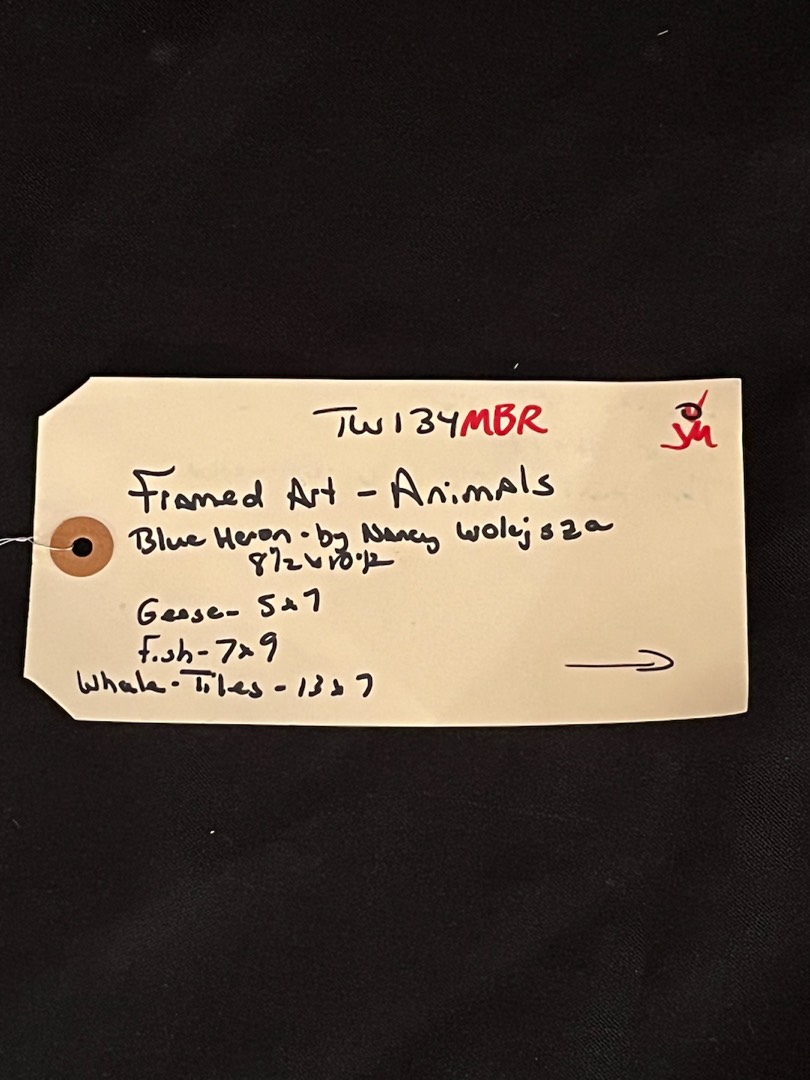 TW134MBR
Framed Art - Animals
Blue Heron - by Nancy Wolejsza
8½ x 10½
Geese - 5x7
Fish - 7x9
Whale - Tiles - 13x7